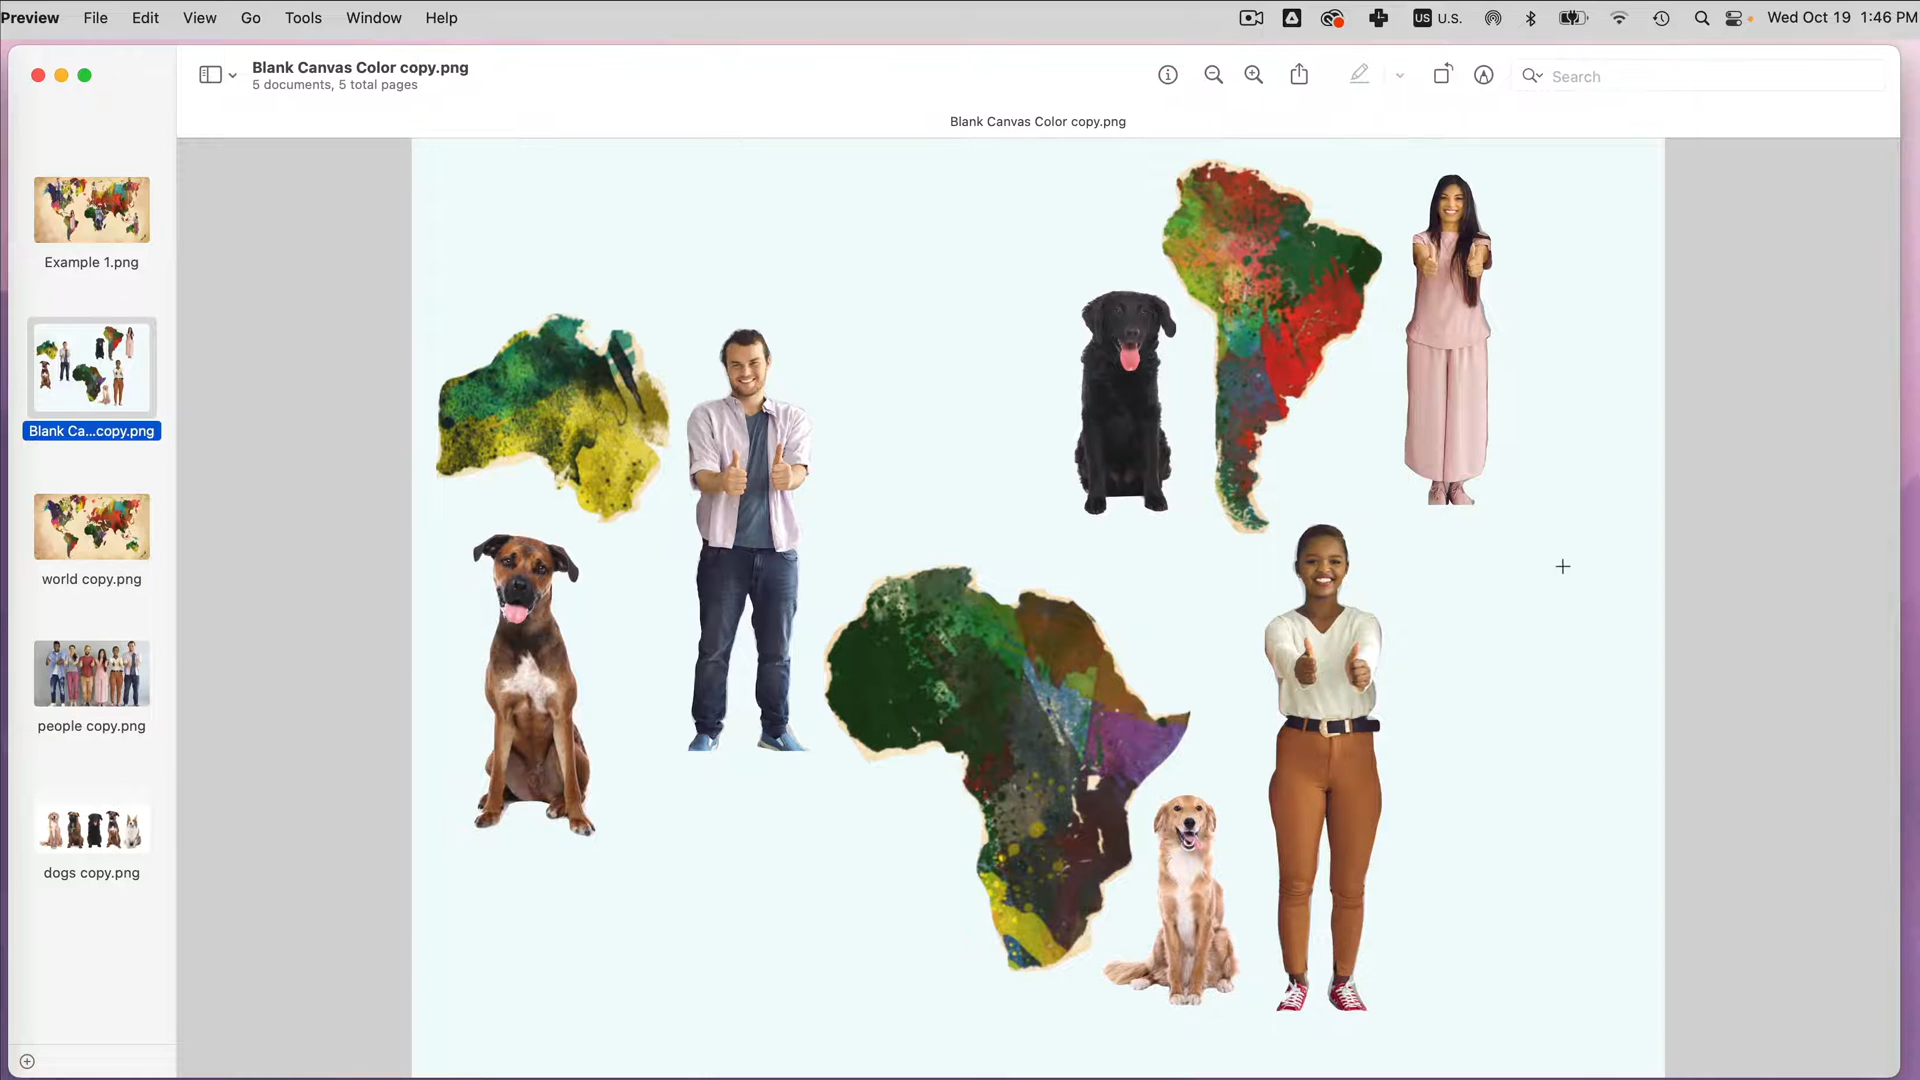 Preview File Edit View Go Tools Window Help US U.S. Wed Oct 19 1:46 PM
Blank Canvas Color copy.png
5 documents, 5 total pages
Search
Blank Canvas Color copy.png
Example 1.png
Blank Ca...copy.png
world copy.png
people copy.png
dogs copy.png